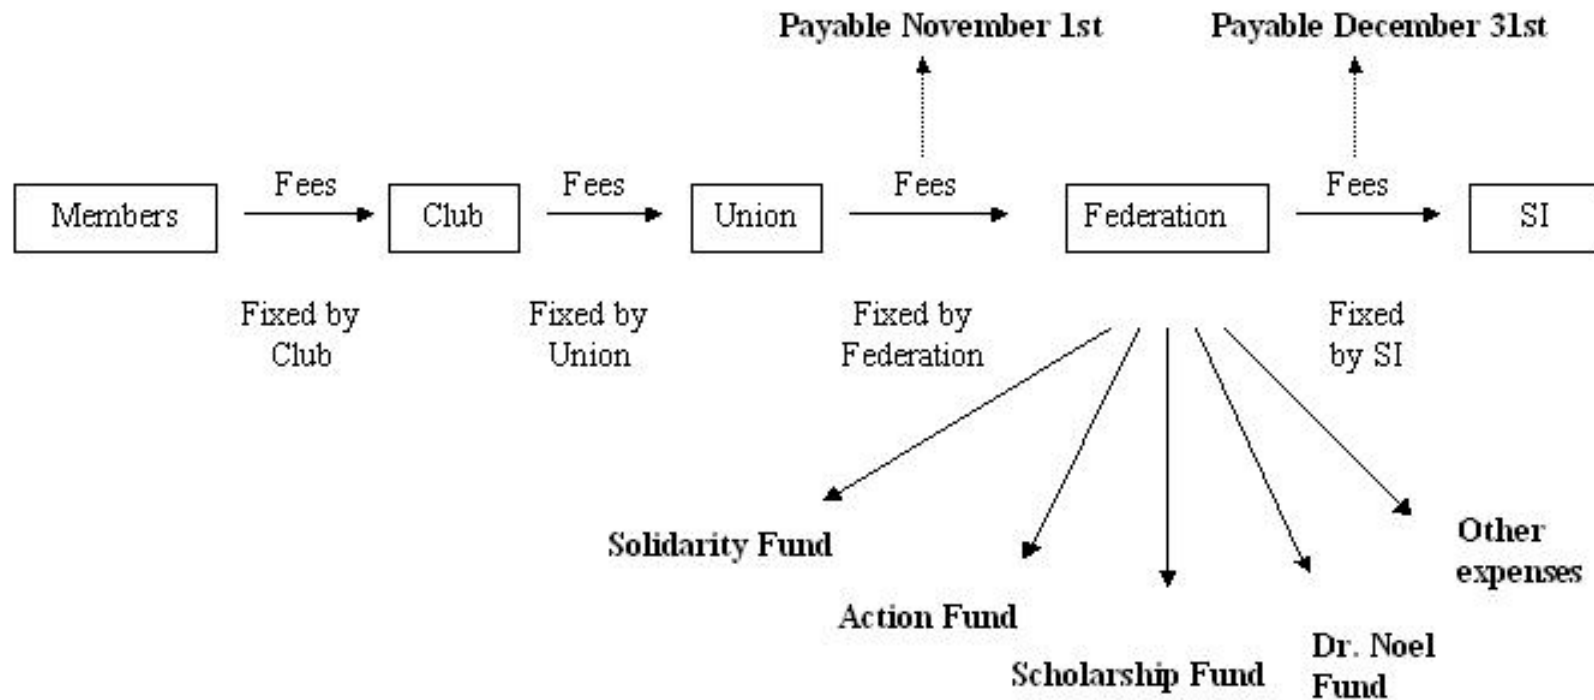 Payable November 1st
Payable December 31st
Fees
Fees
Fees
Fees
Members
Club
Union
Federation
SI
Fixed by
Club
Fixed by
Union
Fixed by
Federation
Fixed
by SI
Solidarity Fund
Action Fund
Scholarship Fund
Dr. Noel
Fund
Other
expenses